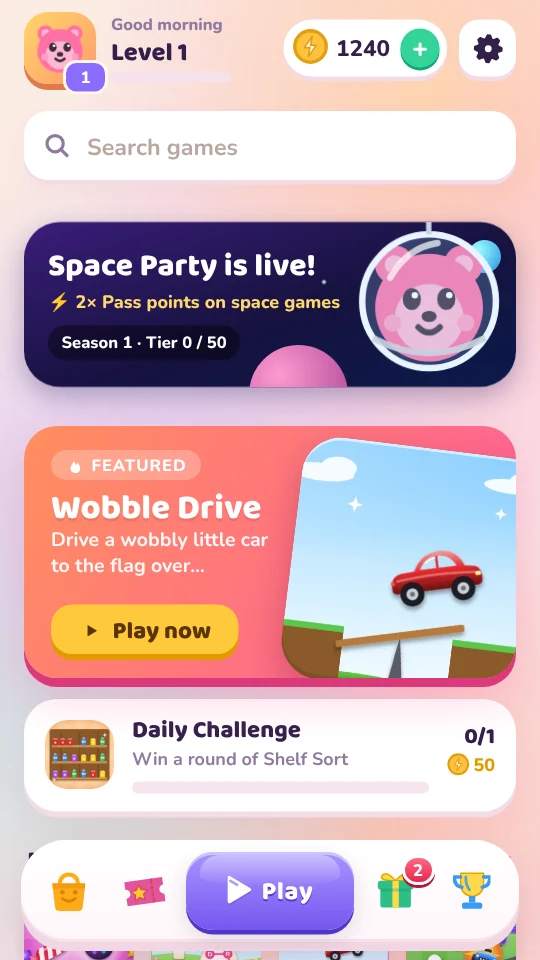 Good morning
Level 1
1
1240
+
Search games
Space Party is live!
⚡ 2× Pass points on space games
Season 1 · Tier 0 / 50
FEATURED
Wobble Drive
Drive a wobbly little car
to the flag over...
Play now
Daily Challenge
Win a round of Shelf Sort
0/1
50
Play
2